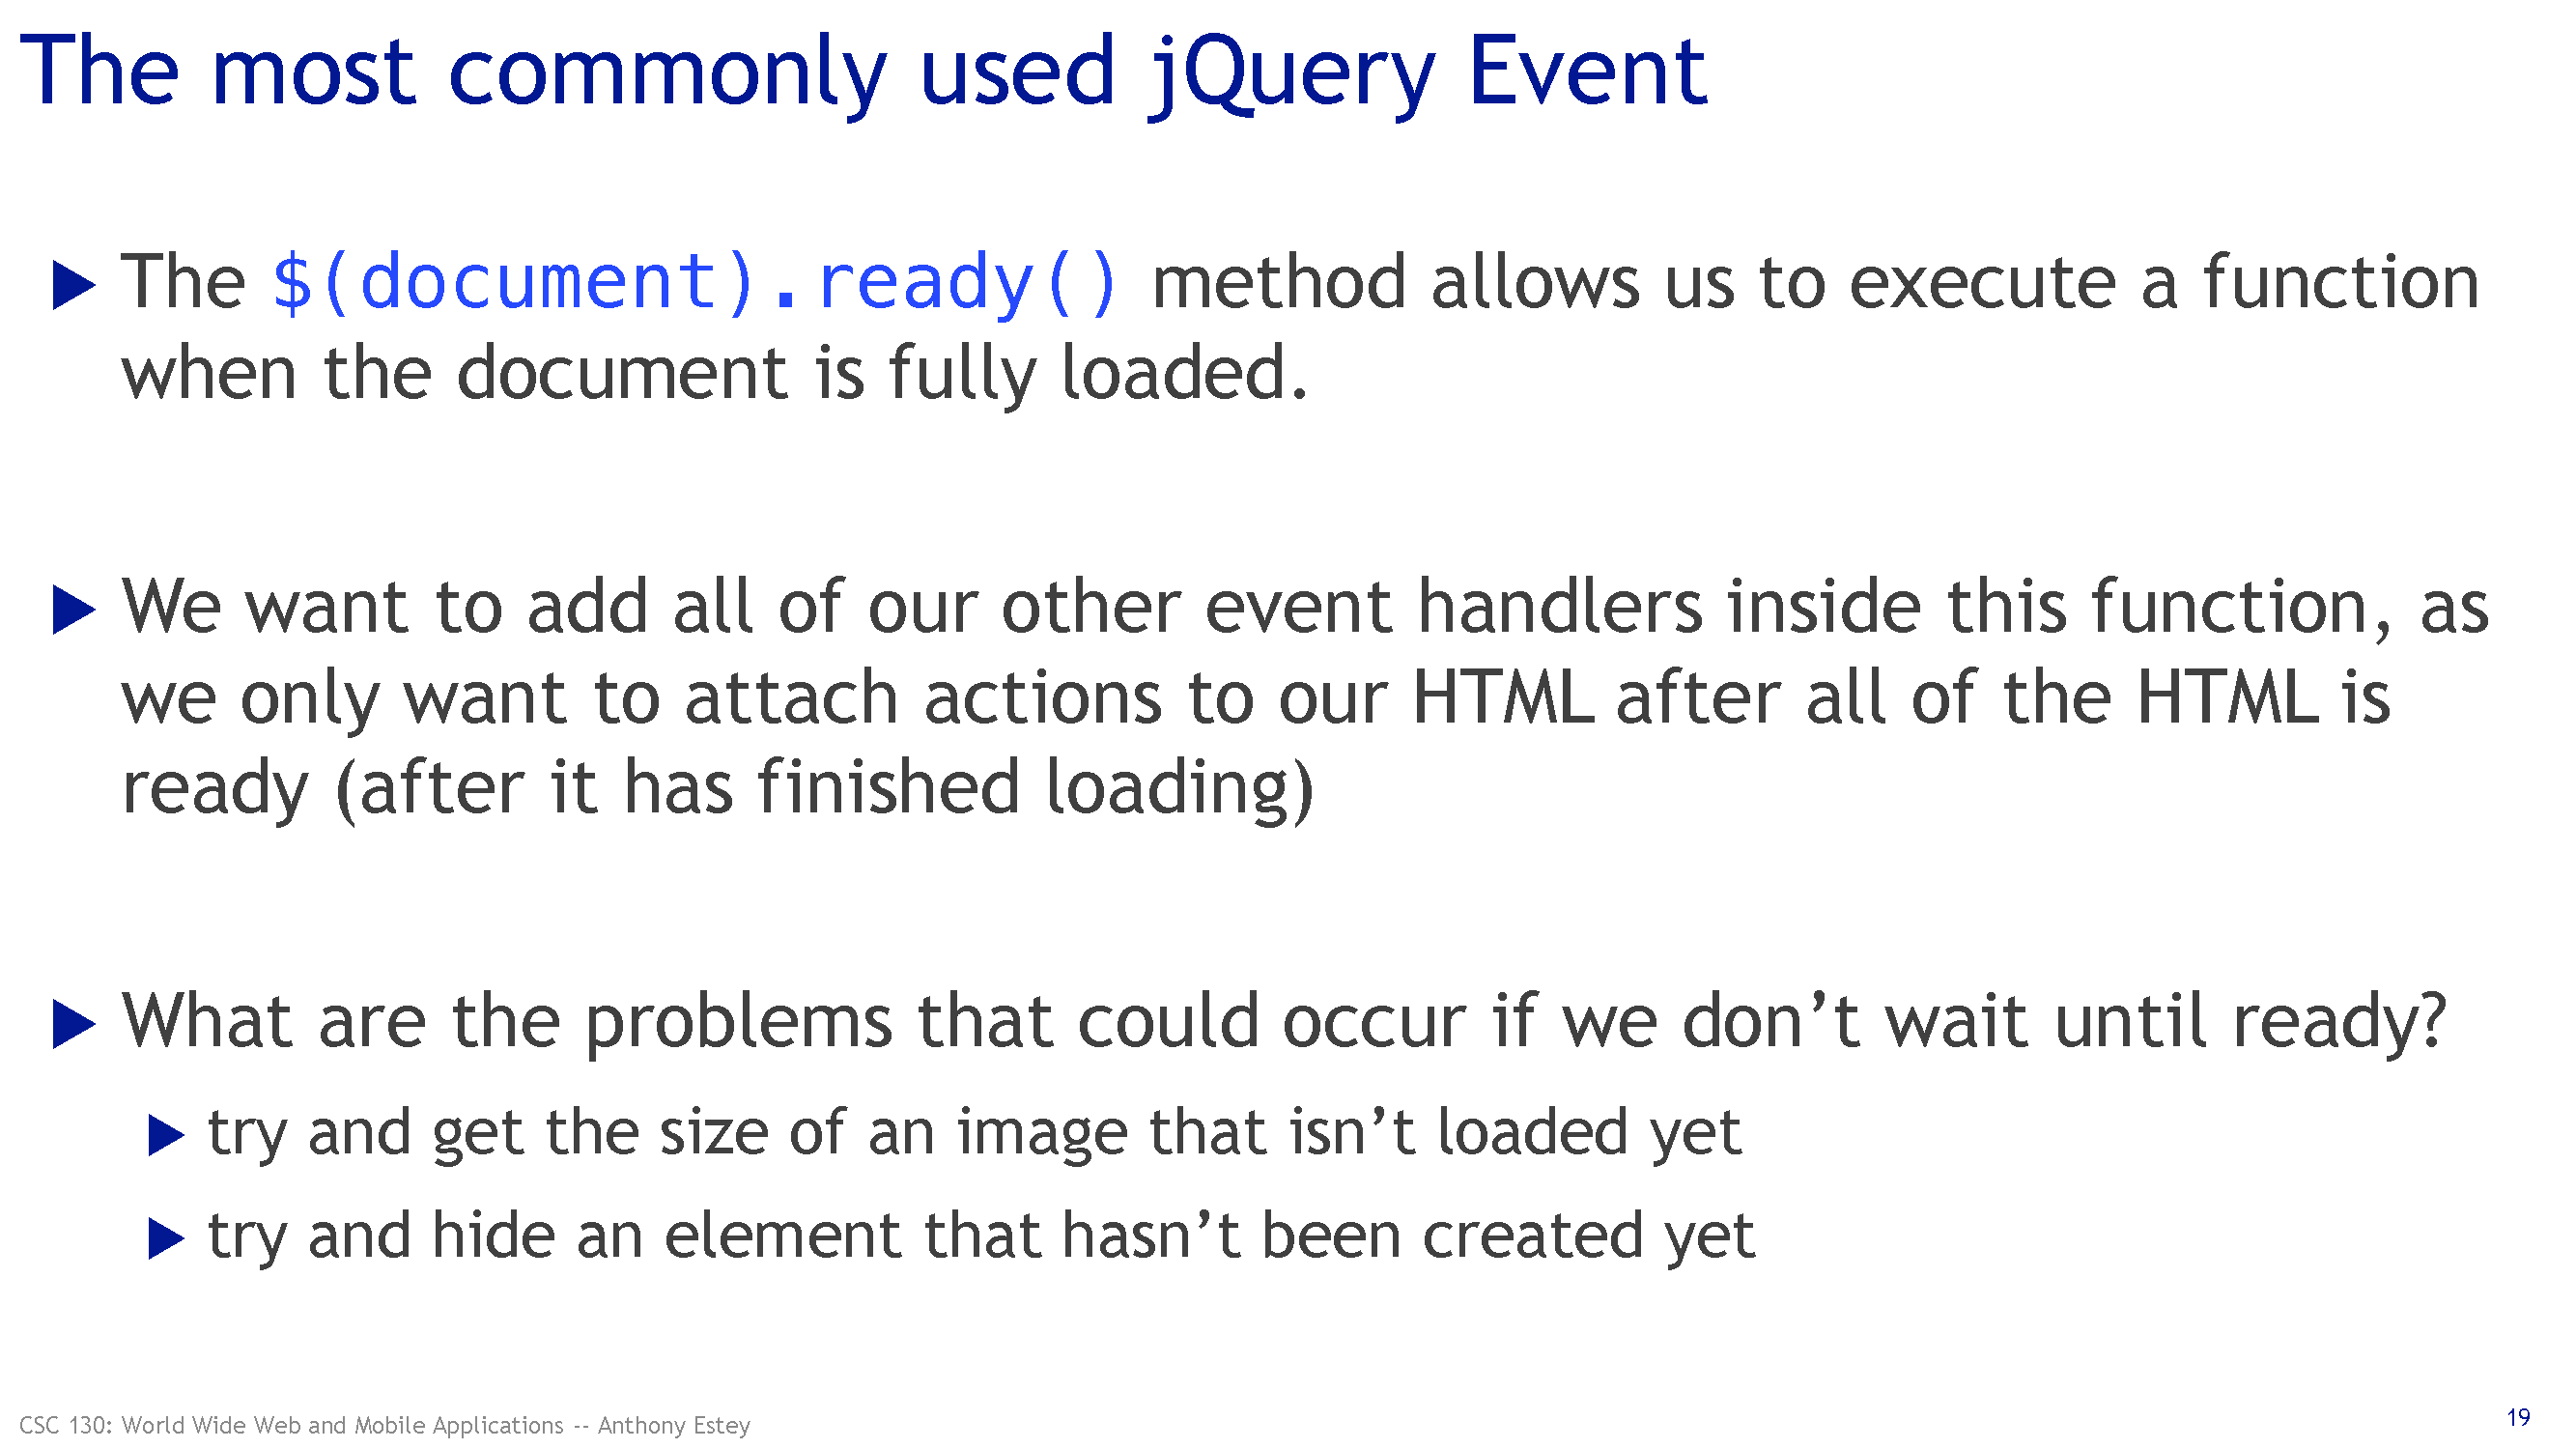 The most commonly used jQuery Event
The $(document).ready() method allows us to execute a function
when the document is fully loaded.
We want to add all of our other event handlers inside this function, as
we only want to attach actions to our HTML after all of the HTML is
ready (after it has finished loading)
What are the problems that could occur if we don’t wait until ready?
try and get the size of an image that isn’t loaded yet
try and hide an element that hasn’t been created yet
CSC 130: World Wide Web and Mobile Applications -- Anthony Estey
19